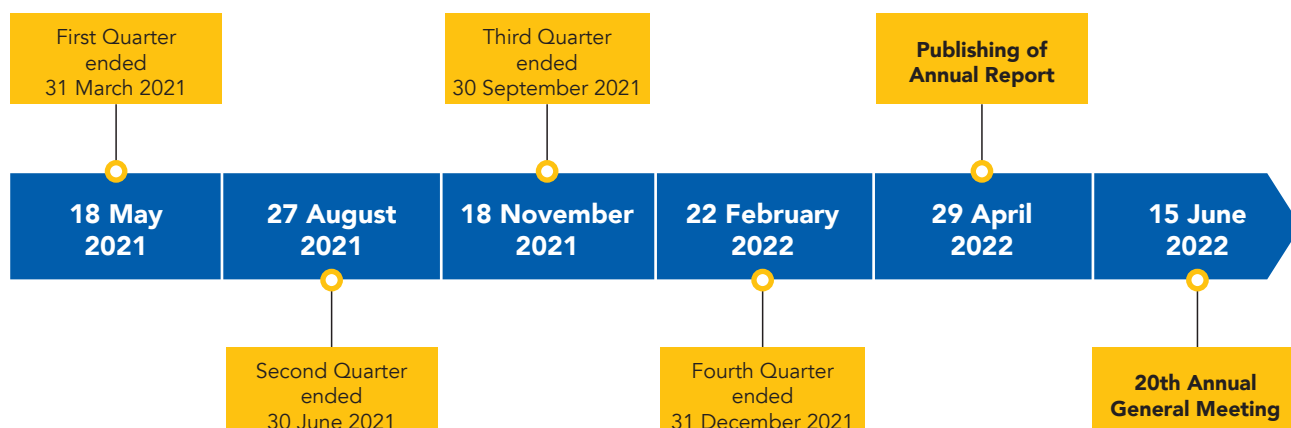 First Quarter
ended
31 March 2021
Third Quarter
ended
30 September 2021
Publishing of
Annual Report
18 May
2021
27 August
2021
18 November
2021
22 February
2022
29 April
2022
15 June
2022
Second Quarter
ended
30 June 2021
Fourth Quarter
ended
31 December 2021
20th Annual
General Meeting